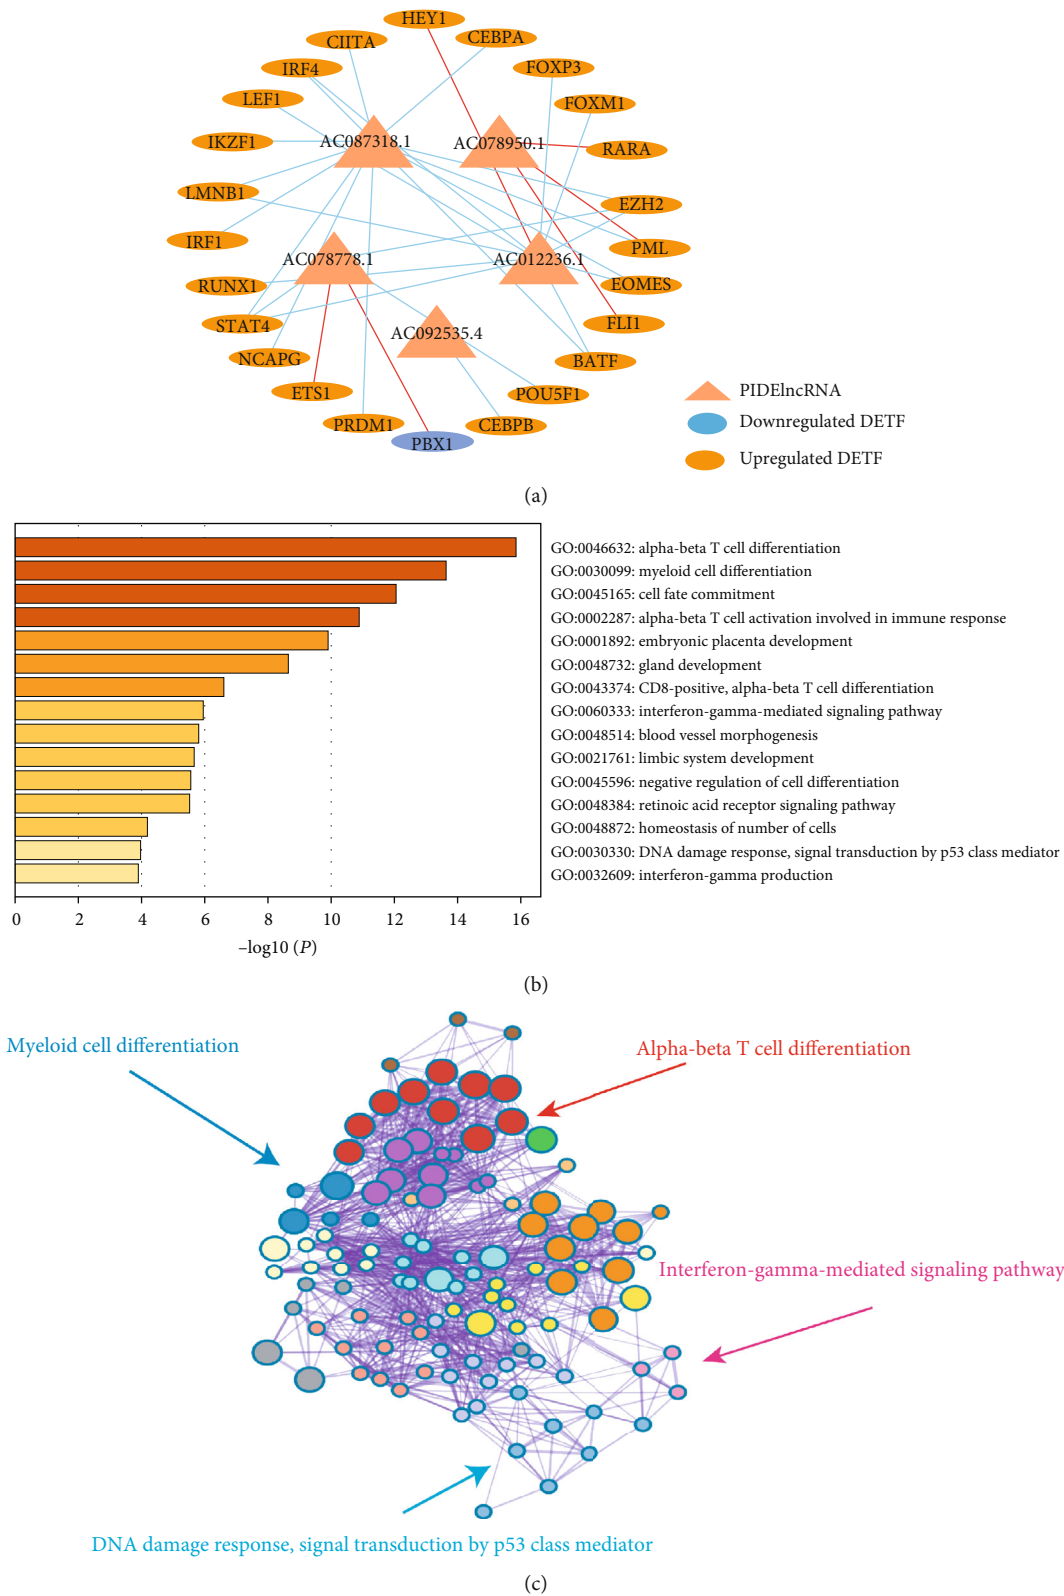 HEY1
CEBPA
CIITA
FOXP3
IRF4
LEF1
FOXM1
IKZF1
AC087318.1
AC078950.1
RARA
LMNB1
EZH2
IRF1
PML
AC078778.1
AC012236.1
RUNX1
EOMES
STAT4
FLI1
AC092535.4
NCAPG
BATF
ETS1
POU5F1
PRDM1
CEBPB
PBX1
PIDElncRNA
Downregulated DETF
Upregulated DETF
(a)
GO:0046632: alpha-beta T cell differentiation
GO:0030099: myeloid cell differentiation
GO:0045165: cell fate commitment
GO:0002287: alpha-beta T cell activation involved in immune response
GO:0001892: embryonic placenta development
GO:0048732: gland development
GO:0043374: CD8-positive, alpha-beta T cell differentiation
GO:0060333: interferon-gamma-mediated signaling pathway
GO:0048514: blood vessel morphogenesis
GO:0021761: limbic system development
GO:0045596: negative regulation of cell differentiation
GO:0048384: retinoic acid receptor signaling pathway
GO:0048872: homeostasis of number of cells
GO:0030330: DNA damage response, signal transduction by p53 class mediator
GO:0032609: interferon-gamma production
0 2 4 6 8 10 12 14 16
–log10 (P)
(b)
Myeloid cell differentiation
Alpha-beta T cell differentiation
Interferon-gamma-mediated signaling pathway
DNA damage response, signal transduction by p53 class mediator
(c)